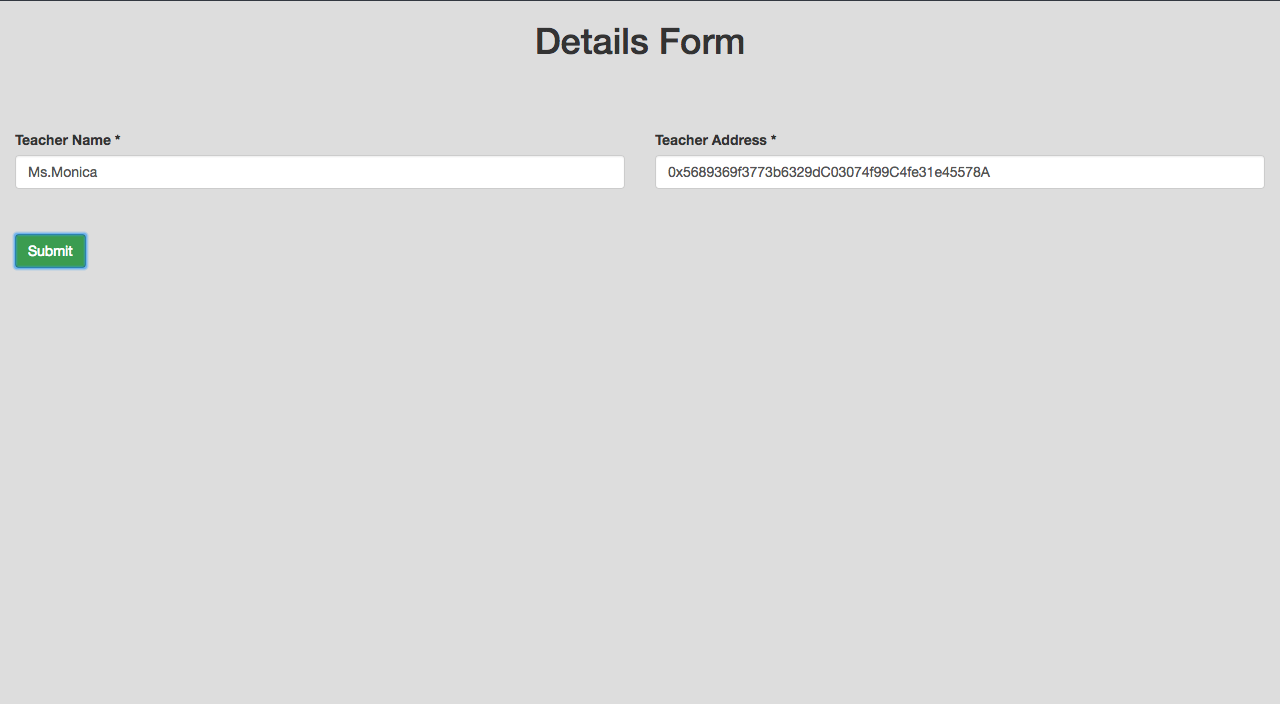 Details Form
Teacher Name *
Teacher Address *
Ms.Monica
0x5689369f3773b6329dC03074f99C4fe31e45578A
Submit